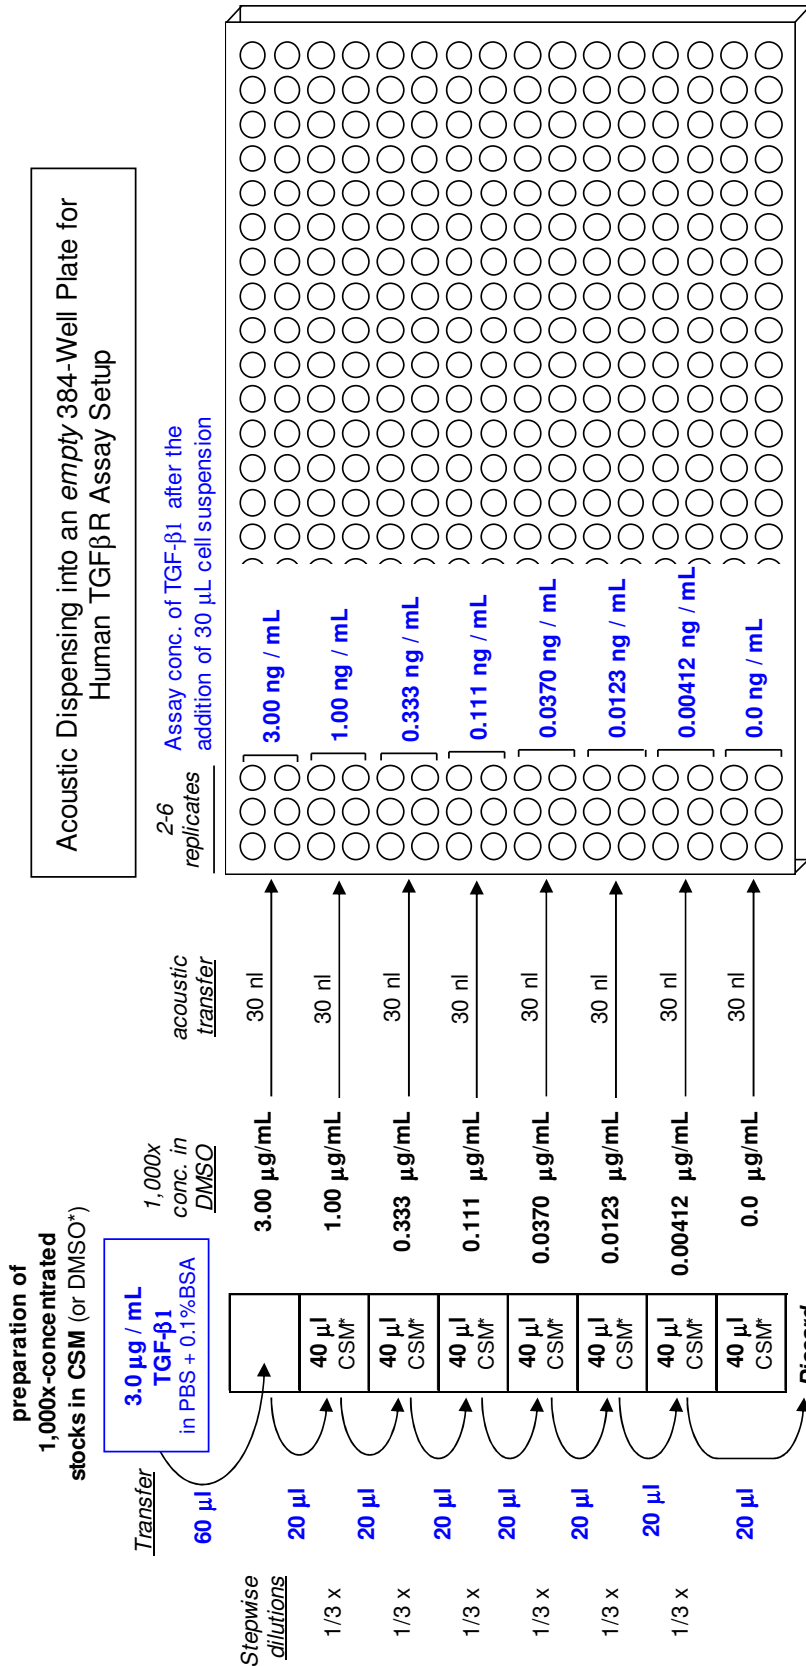 Acoustic Dispensing into an empty 384-Well Plate for
Human TGFβR Assay Setup
preparation of
1,000x-concentrated
stocks in CSM (or DMSO*)
3.0 µg / mL
TGF-β1
in PBS + 0.1%BSA
Transfer
60 µl
20 µl
20 µl
20 µl
20 µl
20 µl
20 µl
20 µl
Stepwise
dilutions
1/3 x
1/3 x
1/3 x
1/3 x
1/3 x
1/3 x
40 µl
CSM*
40 µl
CSM*
40 µl
CSM*
40 µl
CSM*
40 µl
CSM*
40 µl
CSM*
40 µl
CSM*
Discard
1,000x
conc. in
DMSO
3.00 µg/mL
1.00 µg/mL
0.333 µg/mL
0.111 µg/mL
0.0370 µg/mL
0.0123 µg/mL
0.00412 µg/mL
0.0 µg/mL
acoustic
transfer
30 nl
30 nl
30 nl
30 nl
30 nl
30 nl
30 nl
30 nl
2-6
replicates
Assay conc. of TGF-β1 after the
addition of 30 µL cell suspension
3.00 ng / mL
1.00 ng / mL
0.333 ng / mL
0.111 ng / mL
0.0370 ng / mL
0.0123 ng / mL
0.00412 ng / mL
0.0 ng / mL